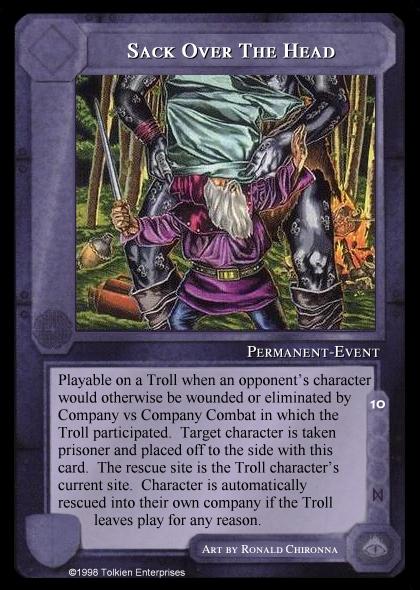 Sack Over The Head
Permanent-Event
Playable on a Troll when an opponent's character
would otherwise be wounded or eliminated by
Company vs Company Combat in which the
Troll participated. Target character is taken
prisoner and placed off to the side with this
card. The rescue site is the Troll character's
current site. Character is automatically
rescued into their own company if the Troll
leaves play for any reason.
10
Art by Ronald Chironna
©1998 Tolkien Enterprises